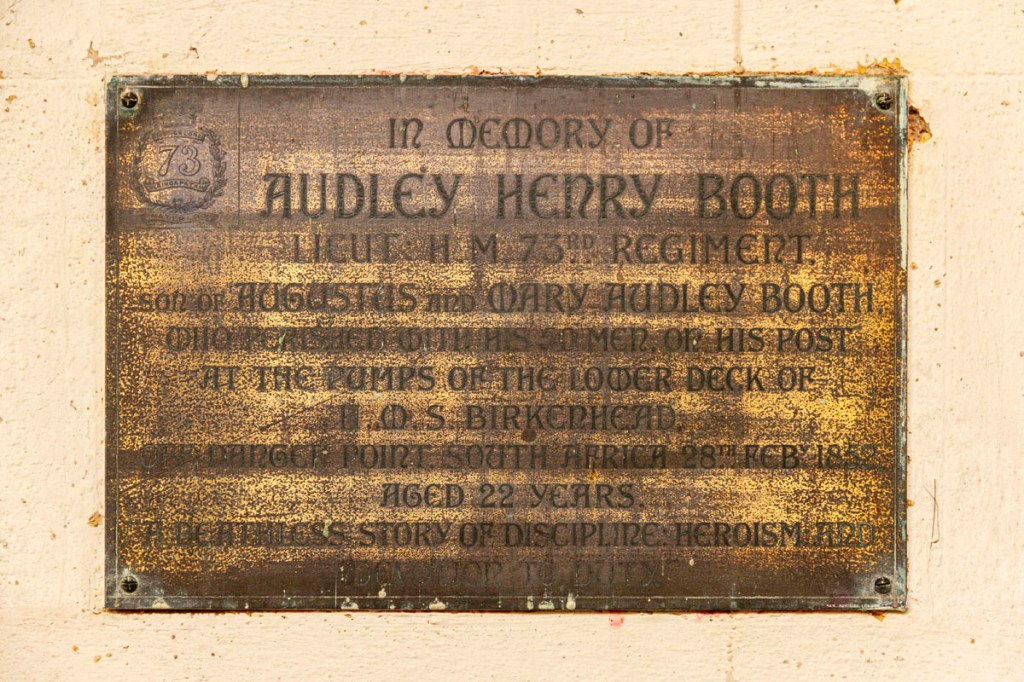 73
IN MEMORY OF
AUDLEY HENRY BOOTH
LIEUT: H M 73RD REGIMENT.
SON OF AUGUSTUS AND MARY AUDLEY BOOTH,
WHO PERISHED WITH HIS 50 MEN, ON HIS POST
AT THE PUMPS OF THE LOWER DECK OF
H.M.S. BIRKENHEAD.
OFF DANGER POINT SOUTH AFRICA 28TH FEBY. 1852
AGED 22 YEARS.
"A DEATHLESS STORY OF DISCIPLINE: HEROISM: AND
DEVOTION TO DUTY."